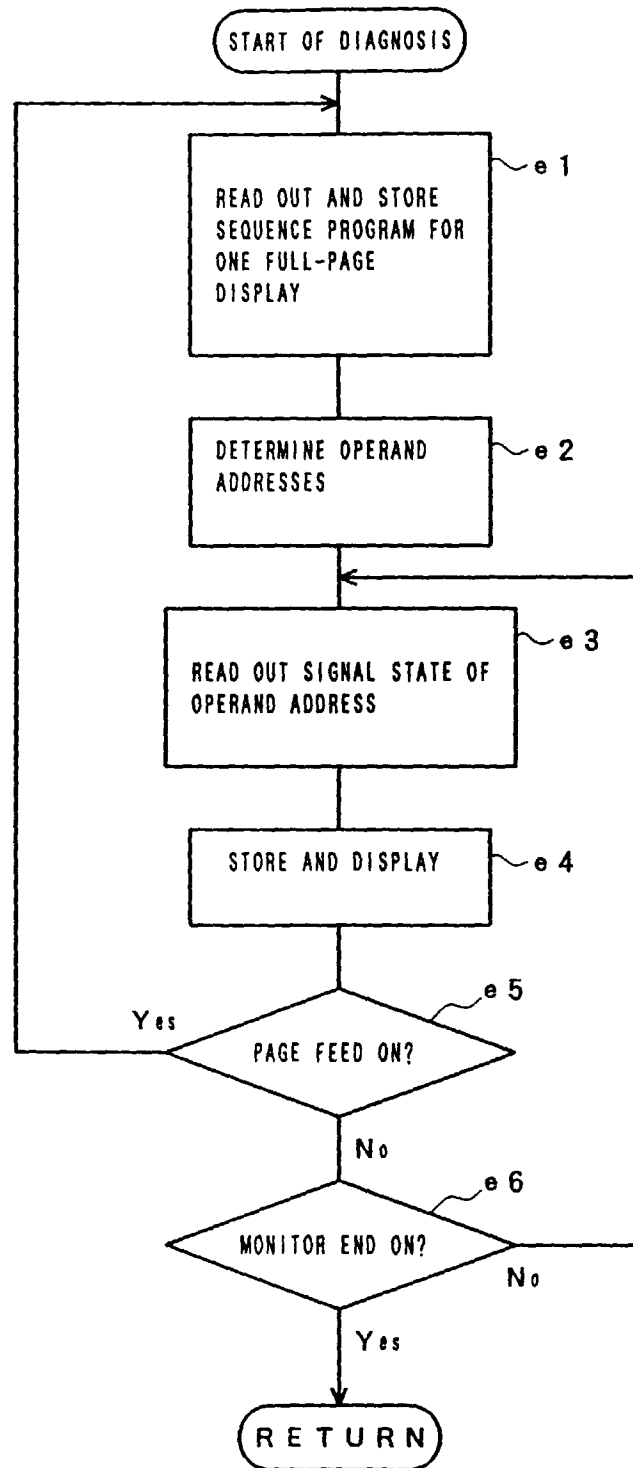 START OF DIAGNOSIS
e 1
READ OUT AND STORE
SEQUENCE PROGRAM FOR
ONE FULL-PAGE
DISPLAY
e 2
DETERMINE OPERAND
ADDRESSES
e 3
READ OUT SIGNAL STATE OF
OPERAND ADDRESS
e 4
STORE AND DISPLAY
e 5
Yes
PAGE FEED ON?
No
e 6
MONITOR END ON?
No
Yes
RETURN